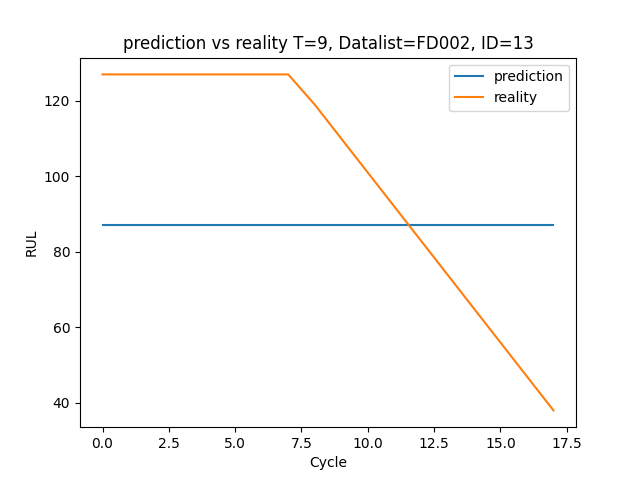 prediction vs reality T=9, Datalist=FD002, ID=13
prediction
reality
RUL
120
100
80
60
40
0.0 2.5 5.0 7.5 10.0 12.5 15.0 17.5
Cycle